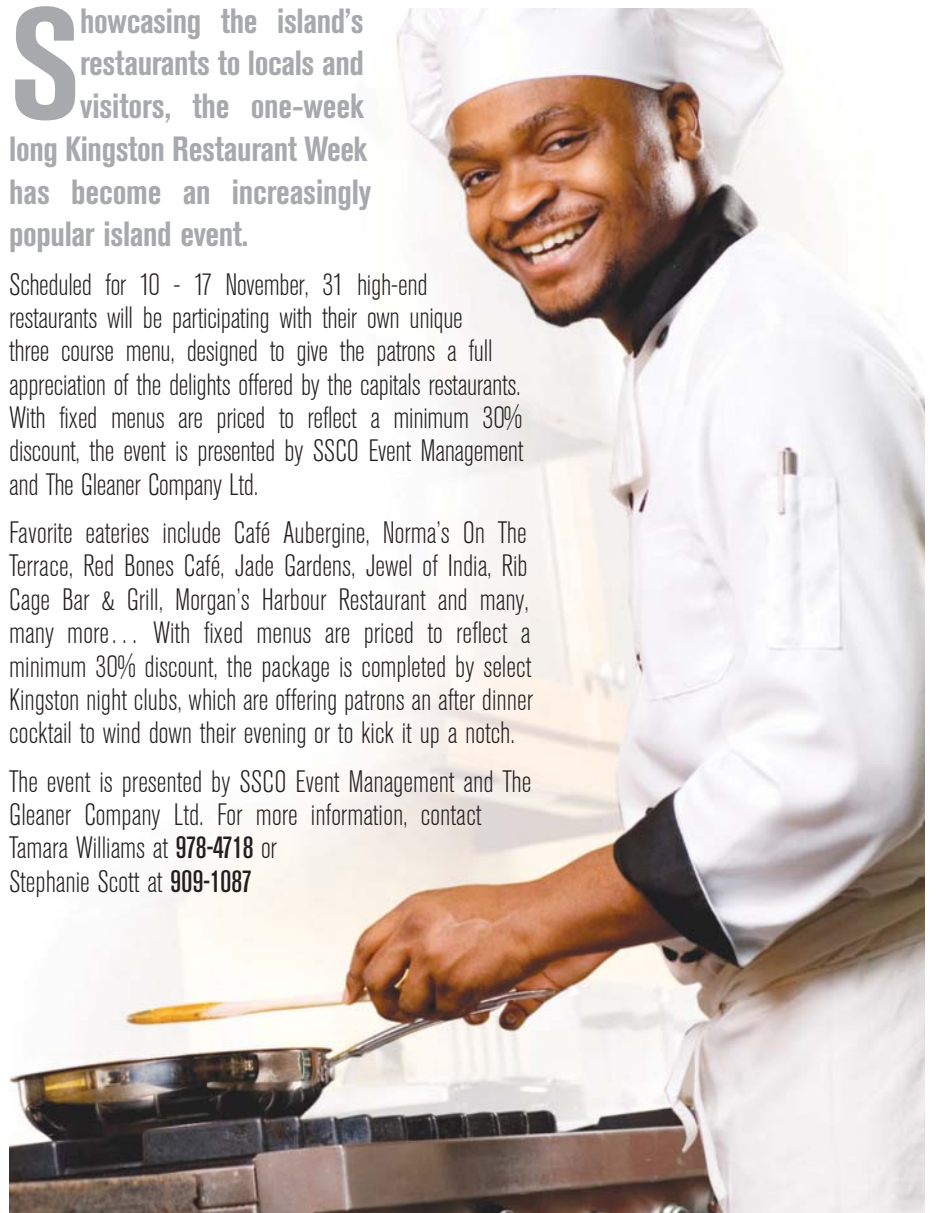 Showcasing the island's
restaurants to locals and
visitors, the one-week
long Kingston Restaurant Week
has become an increasingly
popular island event.
Scheduled for 10 - 17 November, 31 high-end
restaurants will be participating with their own unique
three course menu, designed to give the patrons a full
appreciation of the delights offered by the capitals restaurants.
With fixed menus are priced to reflect a minimum 30%
discount, the event is presented by SSCO Event Management
and The Gleaner Company Ltd.
Favorite eateries include Café Aubergine, Norma's On The
Terrace, Red Bones Café, Jade Gardens, Jewel of India, Rib
Cage Bar & Grill, Morgan's Harbour Restaurant and many,
many more... With fixed menus are priced to reflect a
minimum 30% discount, the package is completed by select
Kingston night clubs, which are offering patrons an after dinner
cocktail to wind down their evening or to kick it up a notch.
The event is presented by SSCO Event Management and The
Gleaner Company Ltd. For more information, contact
Tamara Williams at 978-4718 or
Stephanie Scott at 909-1087